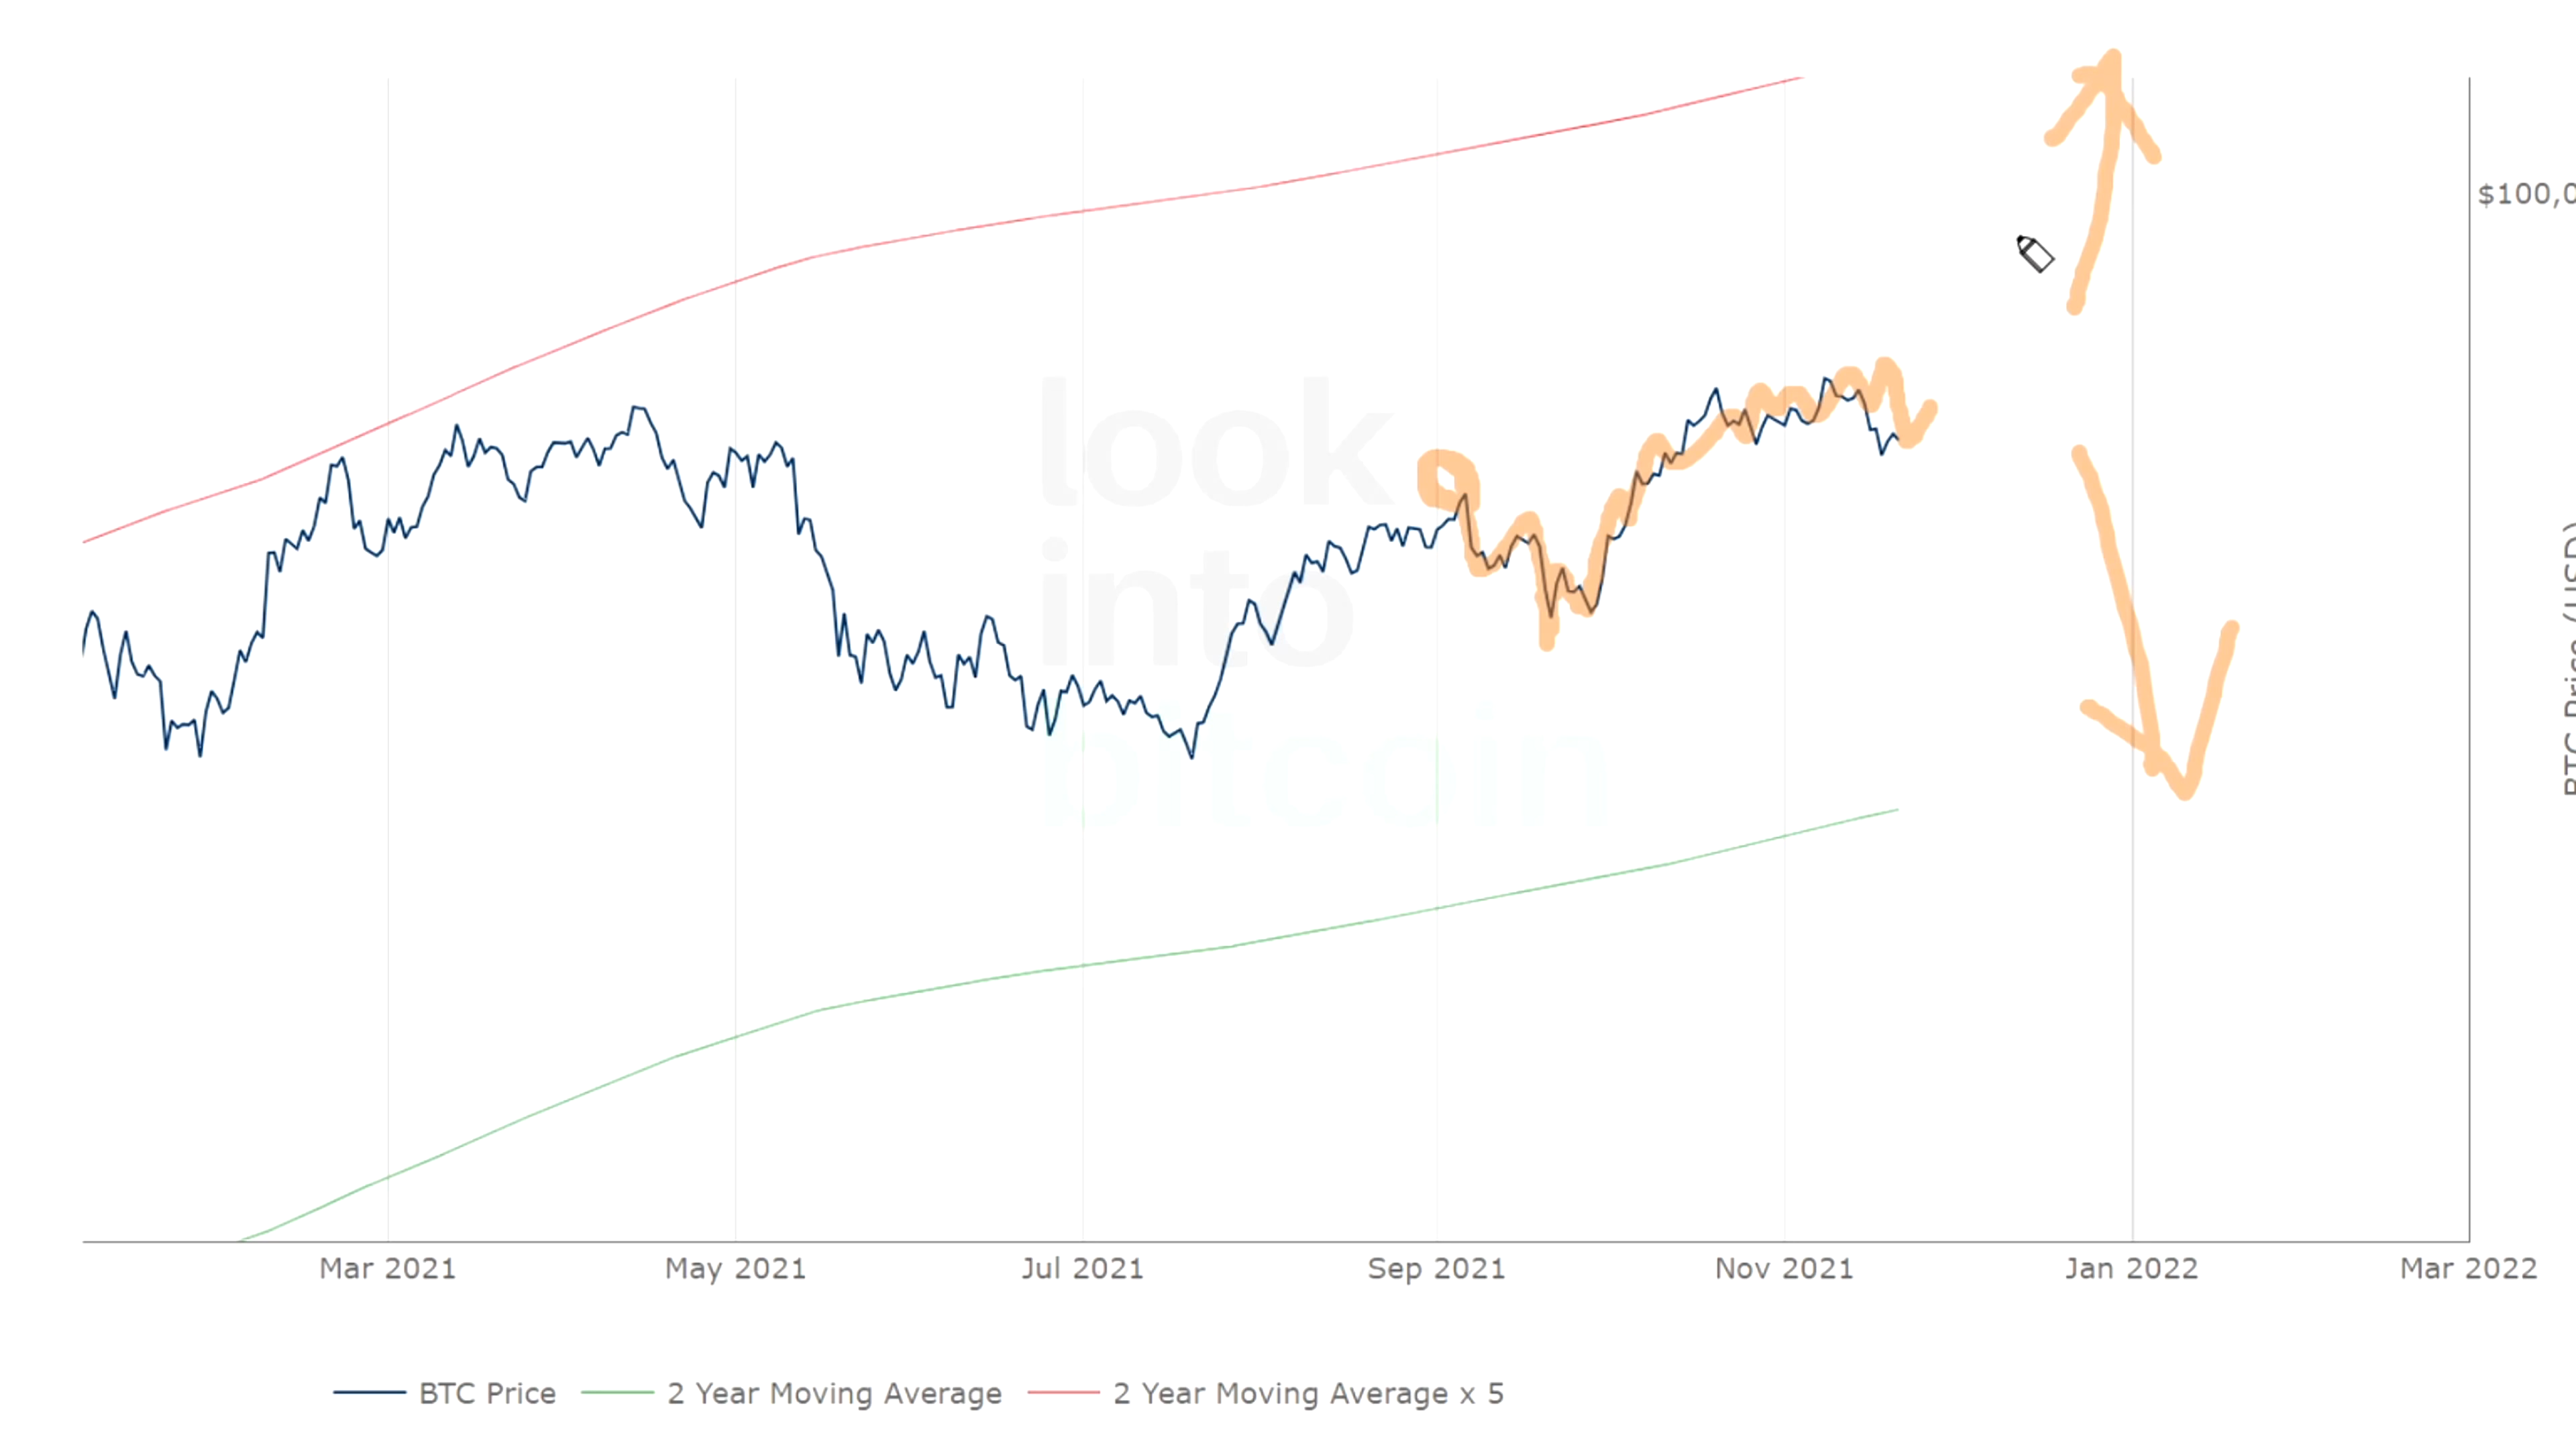 $100,0
look
into
bitcoin
BTC Price (USD)
Mar 2021
May 2021
Jul 2021
Sep 2021
Nov 2021
Jan 2022
Mar 2022
BTC Price
2 Year Moving Average
2 Year Moving Average x 5